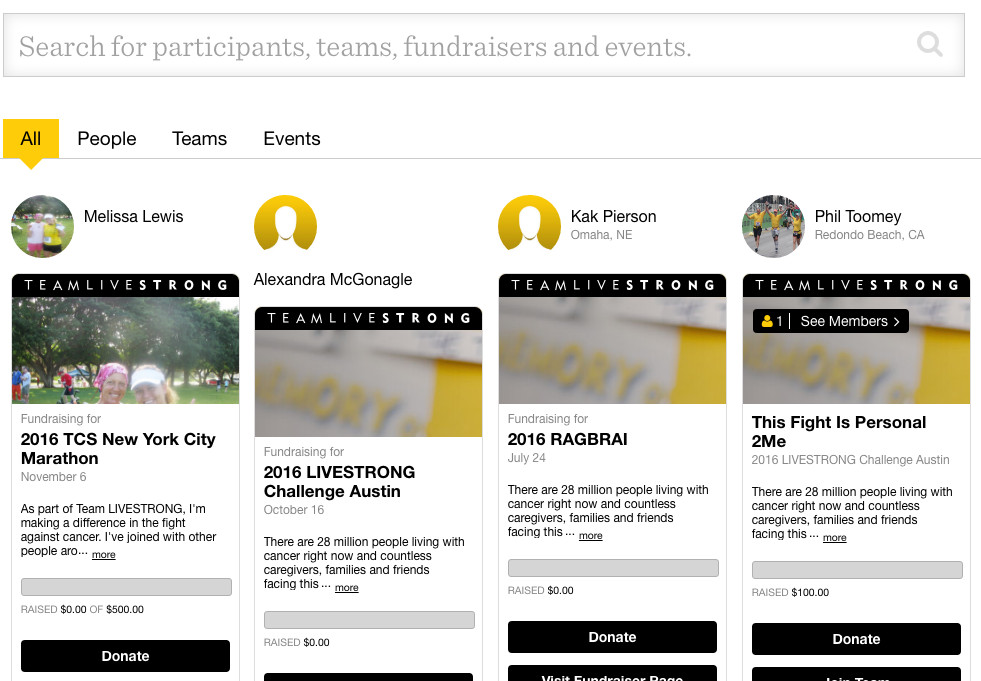 Search for participants, teams, fundraisers and events.
All
People
Teams
Events
Melissa Lewis
TEAMLIVESTRONG
Fundraising for
2016 TCS New York City
Marathon
November 6
As part of Team LIVESTRONG, I'm
making a difference in the fight
against cancer. I've joined with other
people aro... more
RAISED $0.00 OF $500.00
Donate
Alexandra McGonagle
TEAMLIVESTRONG
MEMORY
Fundraising for
2016 LIVESTRONG
Challenge Austin
October 16
There are 28 million people living with
cancer right now and countless
caregivers, families and friends
facing this ... more
RAISED $0.00
Kak Pierson
Omaha, NE
TEAMLIVESTRONG
MEMORY
Fundraising for
2016 RAGBRAI
July 24
There are 28 million people living with
cancer right now and countless
caregivers, families and friends
facing this ... more
RAISED $0.00
Donate
Visit Fundraiser Page
Phil Toomey
Redondo Beach, CA
TEAMLIVESTRONG
1 | See Members >
MEMORY
This Fight Is Personal
2Me
2016 LIVESTRONG Challenge Austin
There are 28 million people living with
cancer right now and countless
caregivers, families and friends
facing this ... more
RAISED $100.00
Donate
Join Team